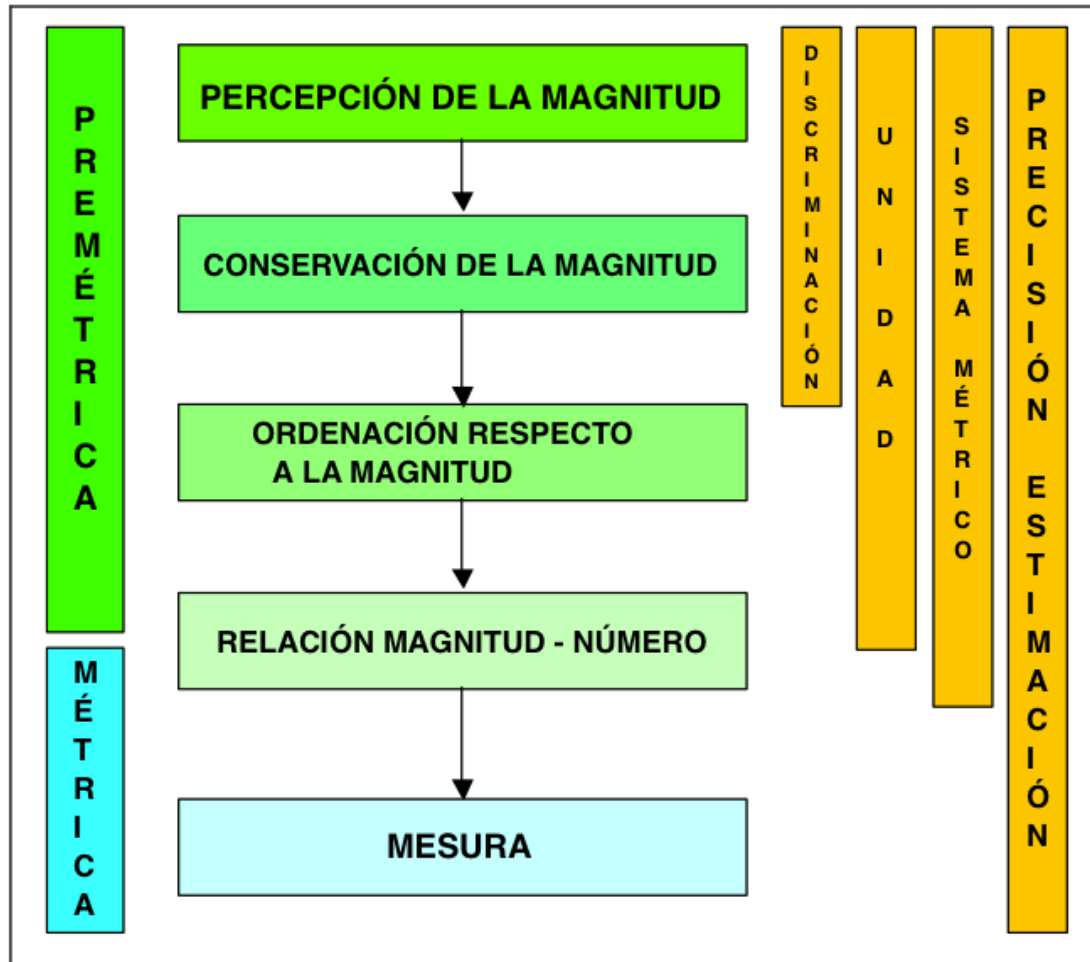 PREMÉTRICA
MÉTRICA
PERCEPCIÓN DE LA MAGNITUD
CONSERVACIÓN DE LA MAGNITUD
ORDENACIÓN RESPECTO
A LA MAGNITUD
RELACIÓN MAGNITUD - NÚMERO
MESURA
DISCRIMINACIÓN
UNIDAD
SISTEMA MÉTRICO
PRECISIÓN ESTIMACIÓN